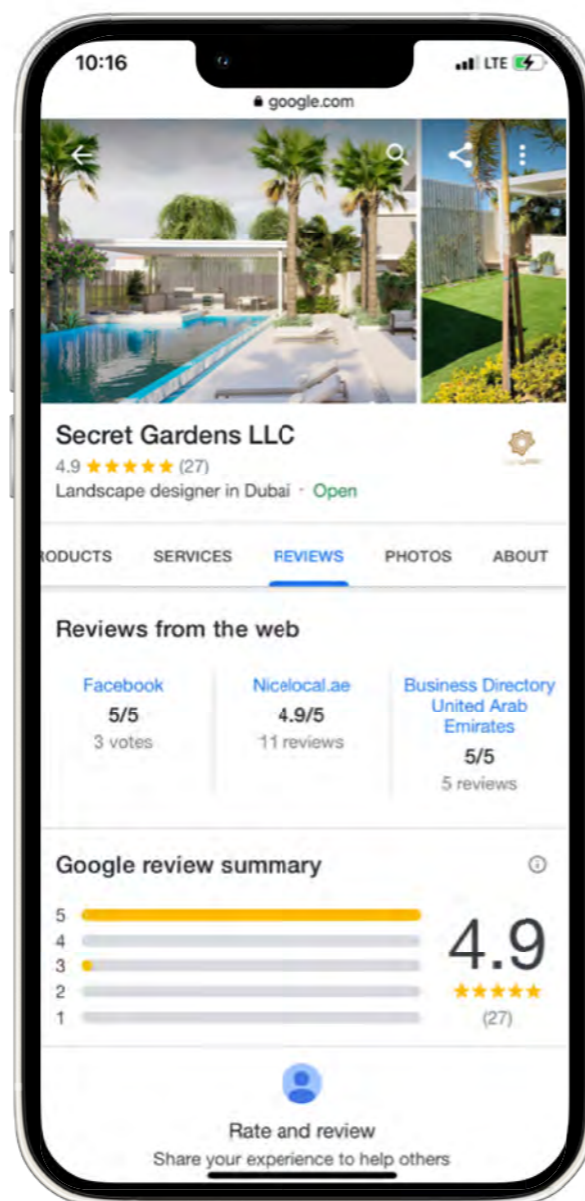 10:16
LTE
google.com
Secret Gardens LLC
4.9 ★★★★★ (27)
Landscape designer in Dubai · Open
RODUCTS SERVICES REVIEWS PHOTOS ABOUT
Reviews from the web
Facebook
5/5
3 votes
Nicelocal.ae
4.9/5
11 reviews
Business Directory
United Arab
Emirates
5/5
5 reviews
Google review summary
5
4
3
2
1
4.9
★★★★★
(27)
Rate and review
Share your experience to help others